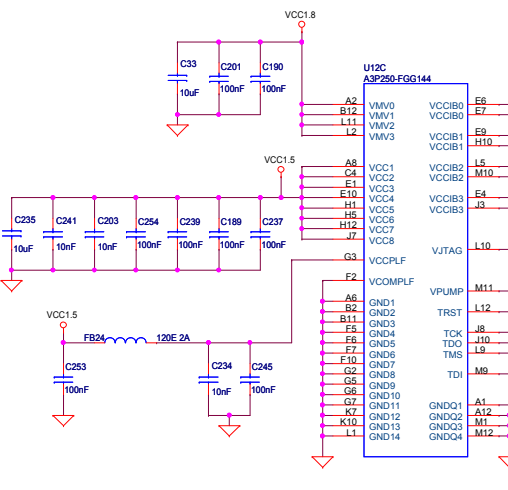 VCC1.8
C33
10uF
C201
100nF
C190
100nF
U12C
A3P250-FGG144
A2 VMV0
B12 VMV1
L11 VMV2
L2 VMV3
VCCIB0 E6
VCCIB0 E7
VCCIB1 E9
VCCIB1 H10
VCC1.5
A8 VCC1
C4 VCC2
E1 VCC3
E10 VCC4
H1 VCC5
H5 VCC6
H12 VCC7
J7 VCC8
VCCIB2 L5
VCCIB2 M10
VCCIB3 E4
VCCIB3 J3
C235
10uF
C241
10nF
C203
10nF
C254
100nF
C239
100nF
C189
100nF
C237
100nF
G3 VCCPLF
VJTAG L10
F2 VCOMPLF
VPUMP M11
A6 GND1
B2 GND2
B11 GND3
F5 GND4
F6 GND5
F7 GND6
F10 GND7
G2 GND8
G5 GND9
G6 GND10
G7 GND11
K7 GND12
K10 GND13
L1 GND14
TRST L12
TCK J8
TDO J10
TMS L9
TDI M9
GNDQ1 A1
GNDQ2 A12
GNDQ3 M1
GNDQ4 M12
VCC1.5
FB24 120E 2A
C253
100nF
C234
10nF
C245
100nF